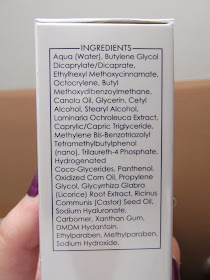 INGREDIENTS
Aqua (Water), Butylene Glycol
Dicaprylate/Dicaprate,
Ethylhexyl Methoxycinnamate,
Octocrylene, Butyl
Methoxydibenzoylmethane,
Canola Oil, Glycerin, Cetyl
Alcohol, Stearyl Alcohol,
Laminaria Ochroleuca Extract,
Caprylic/Capric Triglyceride,
Methylene Bis-Benzotriazolyl
Tetramethylbutylphenol
(nano), Trilaureth-4 Phosphate,
Hydrogenated
Coco-Glycerides, Panthenol,
Oxidized Corn Oil, Propylene
Glycol, Glycyrrhiza Glabra
(Licorice) Root Extract, Ricinus
Communis (Castor) Seed Oil,
Sodium Hyaluronate,
Carbomer, Xanthan Gum,
DMDM Hydantoin,
Ethylparaben, Methylparaben,
Sodium Hydroxide.